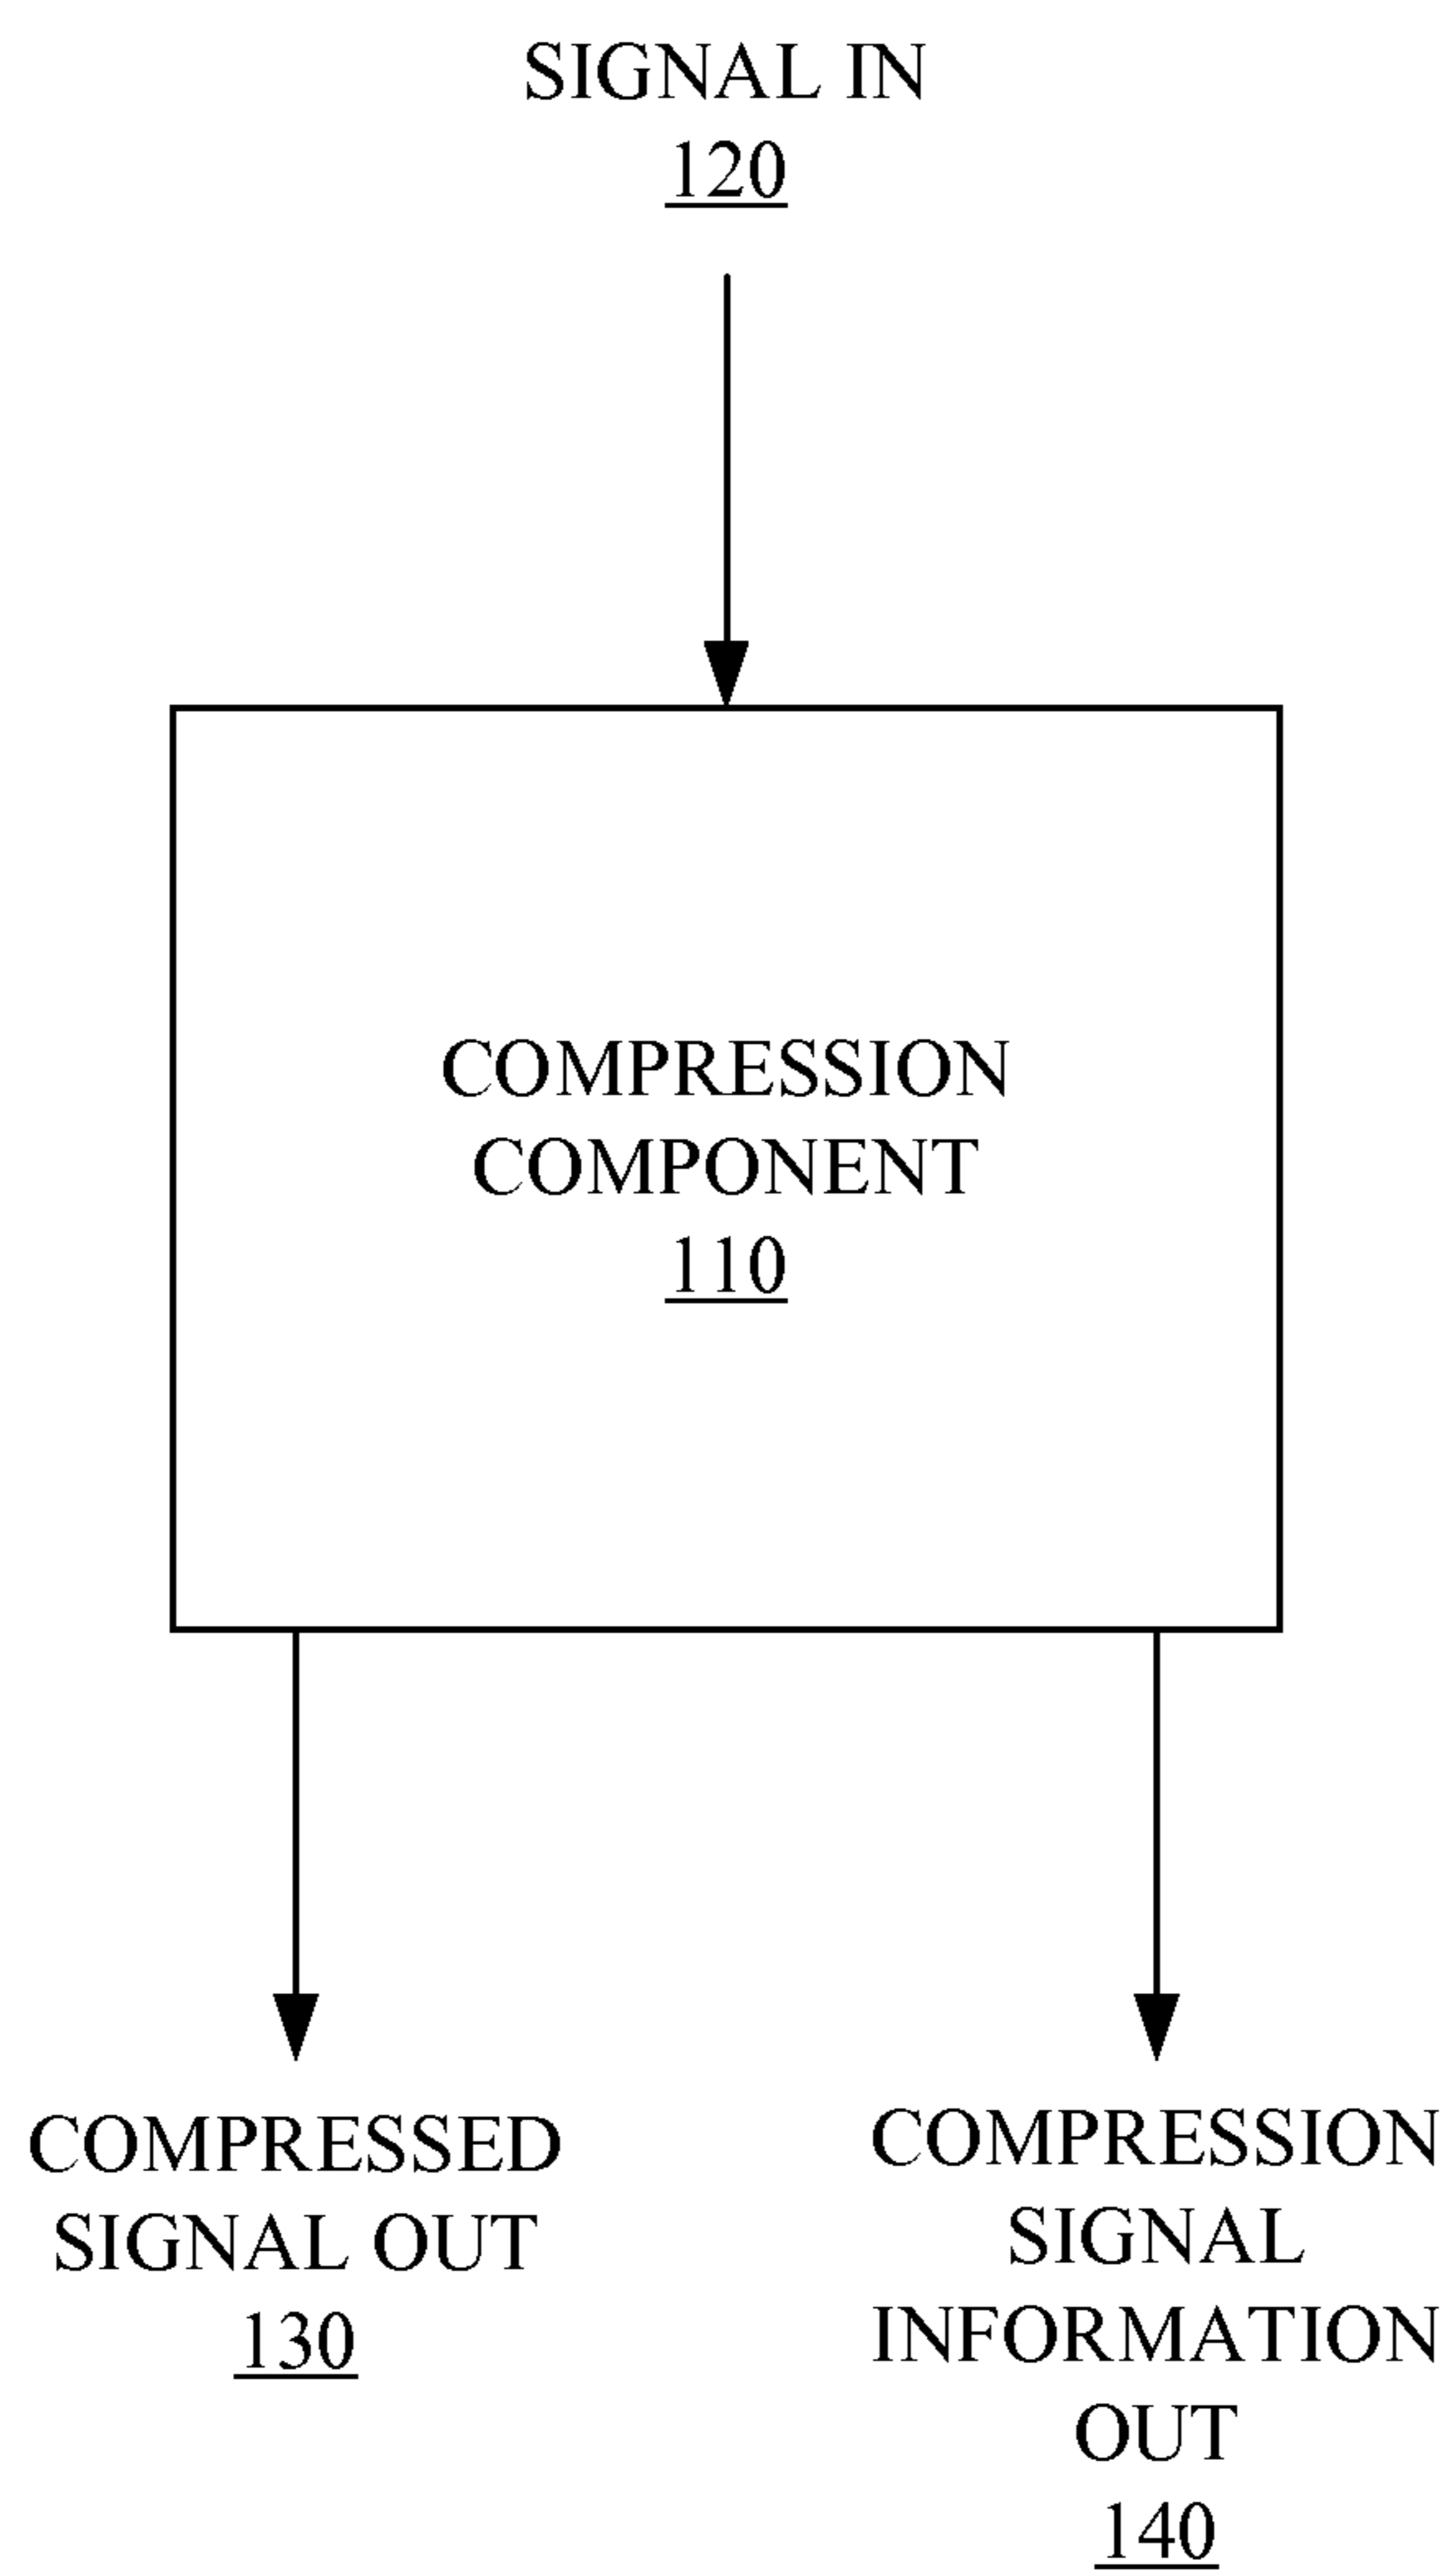 SIGNAL IN
120
COMPRESSION
COMPONENT
110
COMPRESSED
SIGNAL OUT
130
COMPRESSION
SIGNAL
INFORMATION
OUT
140